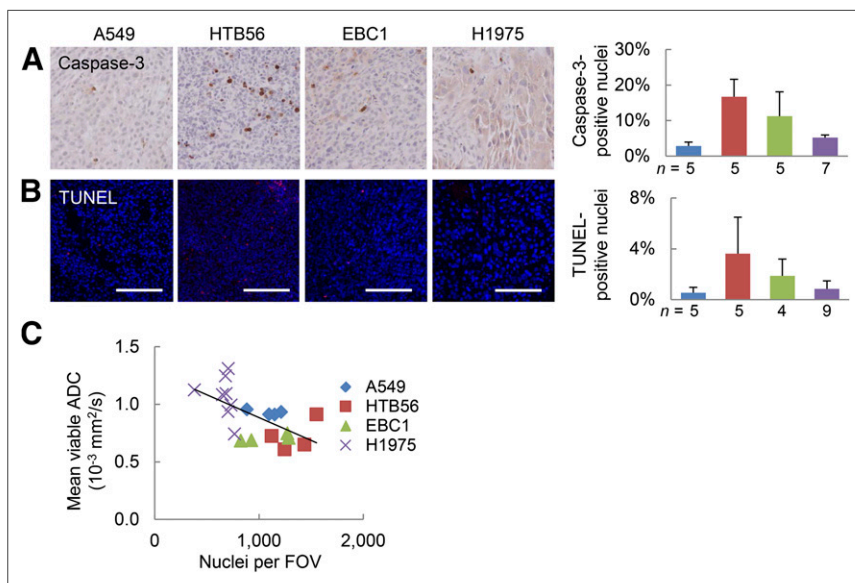 A549 HTB56 EBC1 H1975
A
Caspase-3
Caspase-3-
positive nuclei
30%
20%
10%
0%
n = 5 5 5 7
B
TUNEL
TUNEL-
positive nuclei
8%
4%
0%
n = 5 5 4 9
C
Mean viable ADC
(10⁻³ mm²/s)
1.5
1.0
0.5
0.0
0 1,000 2,000
Nuclei per FOV
A549
HTB56
EBC1
H1975